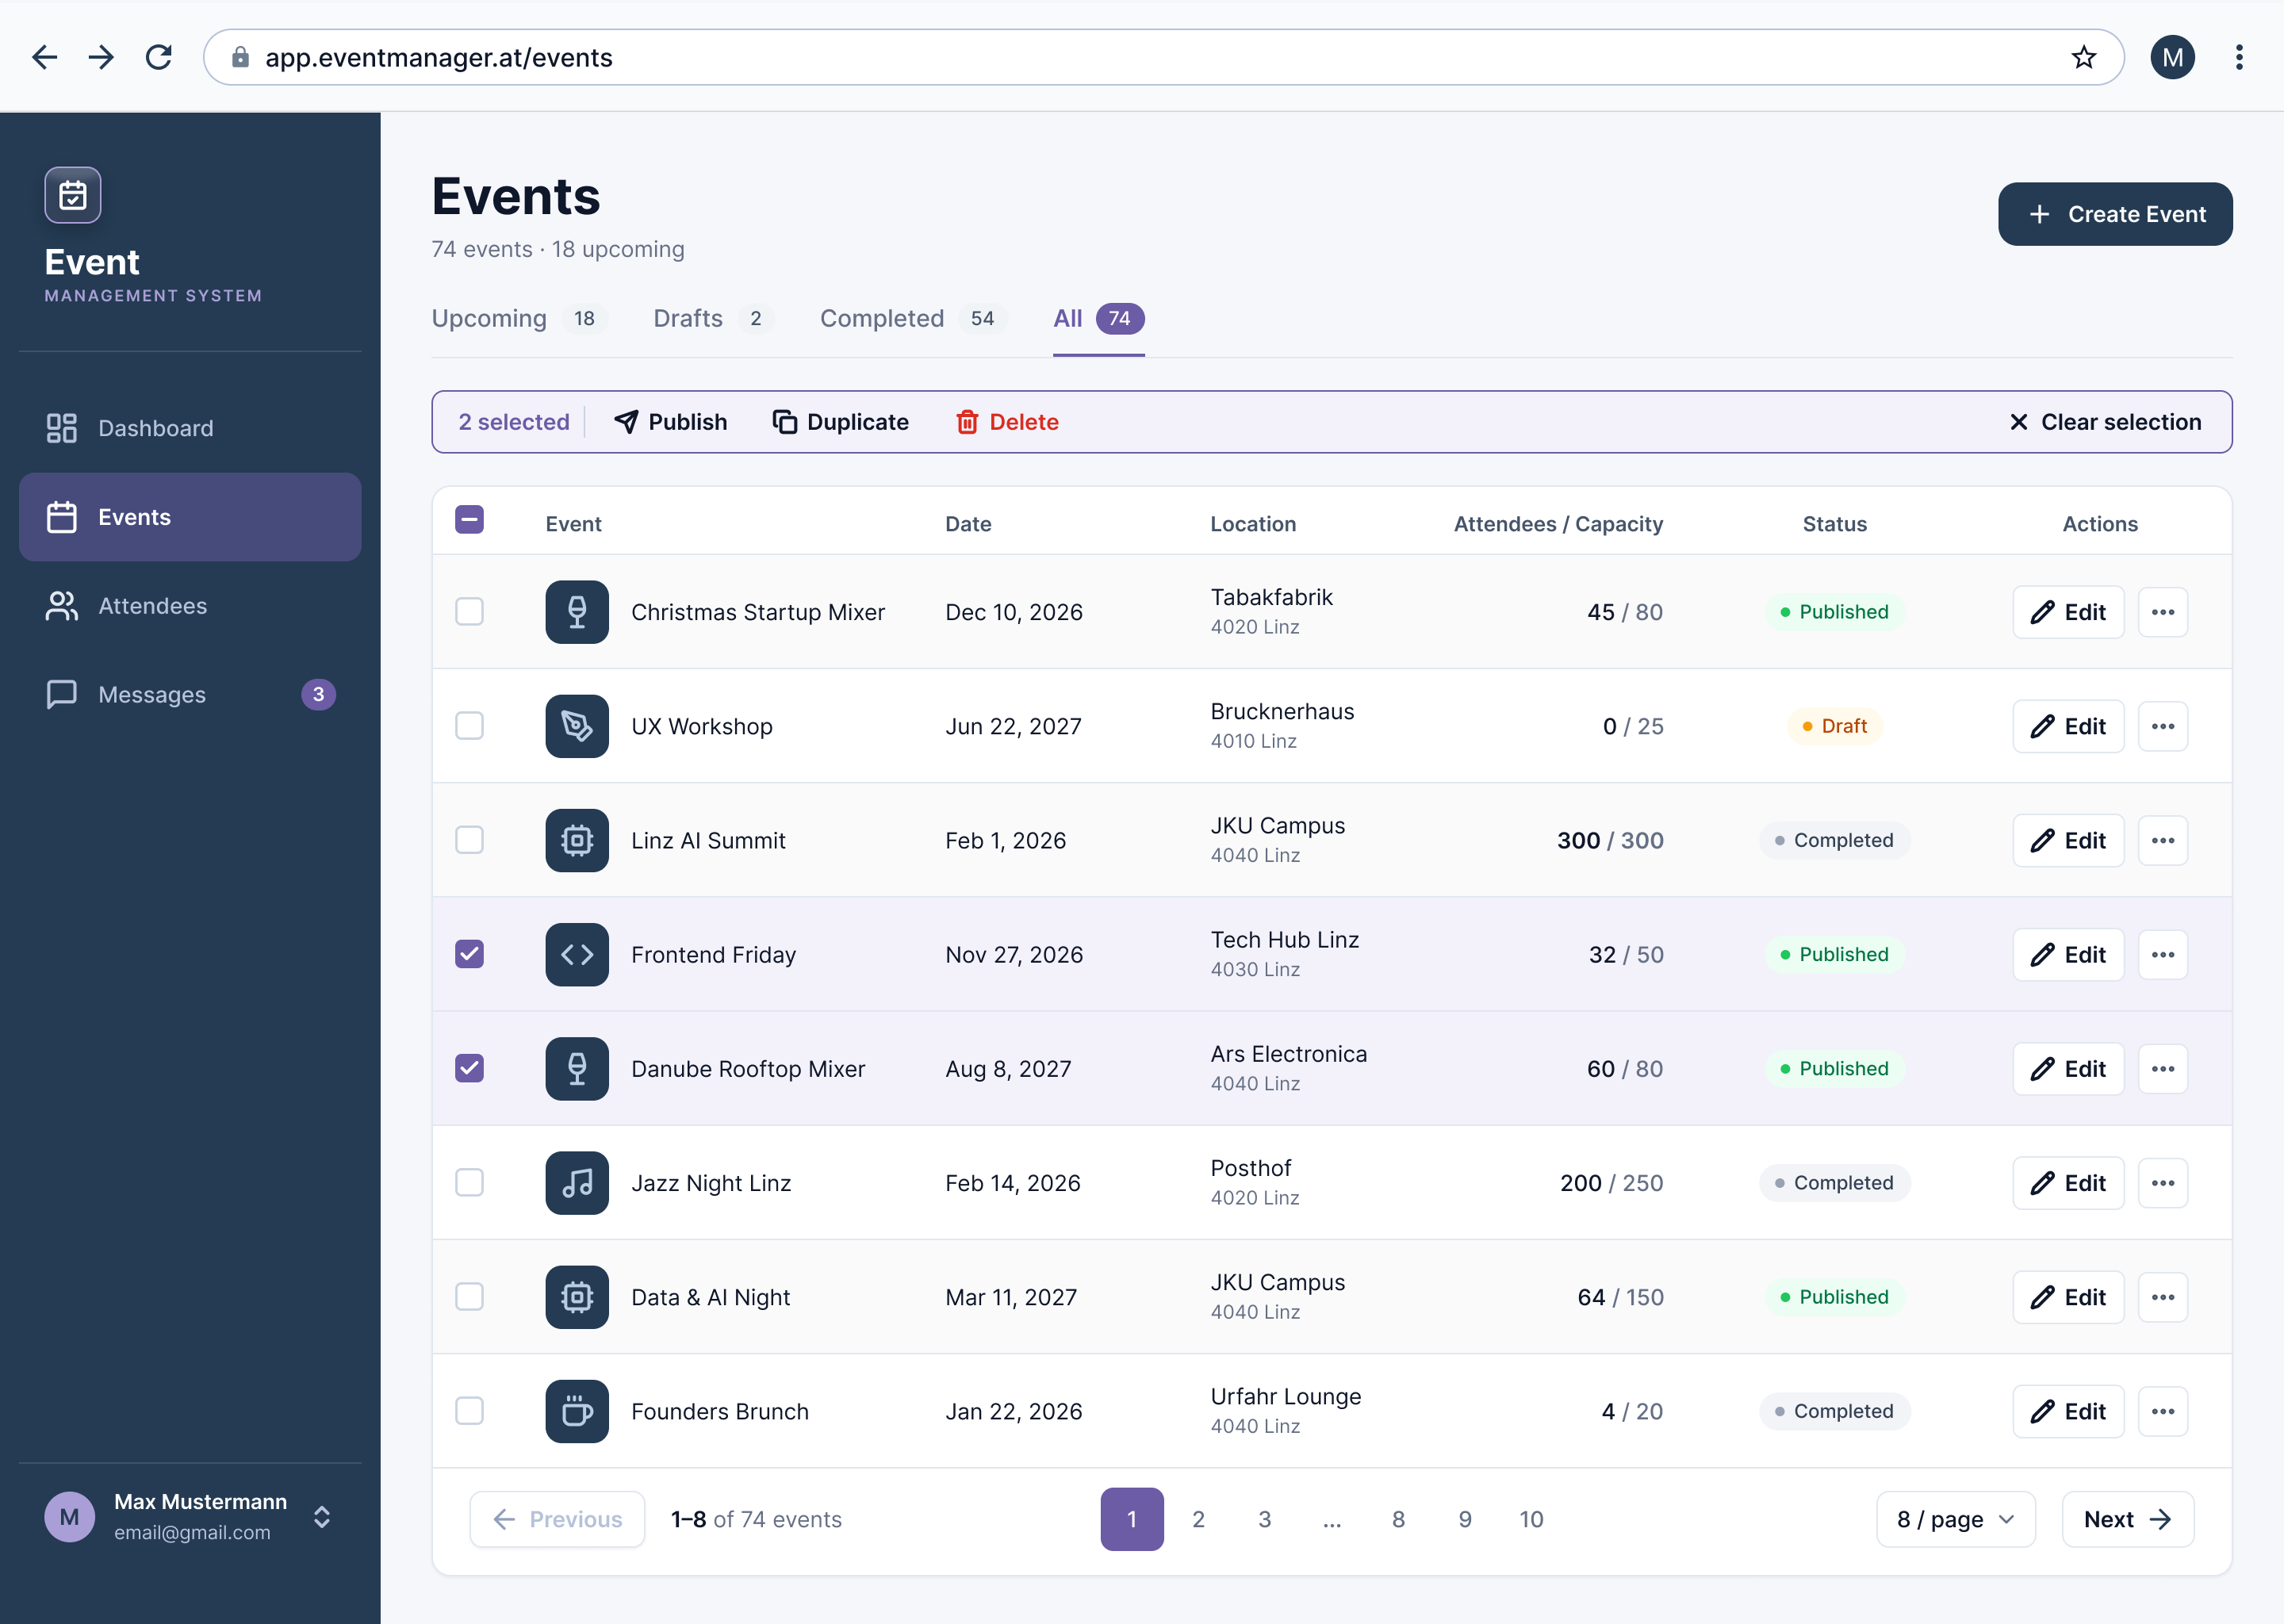 app.eventmanager.at/events
M
Event
MANAGEMENT SYSTEM
Dashboard
Events
Attendees
Messages 3
M
Max Mustermann
email@gmail.com
Events
74 events · 18 upcoming
+ Create Event
Upcoming 18 Drafts 2 Completed 54 All 74
2 selected Publish Duplicate Delete Clear selection
Event Date Location Attendees / Capacity Status Actions
Christmas Startup Mixer Dec 10, 2026 Tabakfabrik 45 / 80 Published Edit
4020 Linz
UX Workshop Jun 22, 2027 Brucknerhaus 0 / 25 Draft Edit
4010 Linz
Linz AI Summit Feb 1, 2026 JKU Campus 300 / 300 Completed Edit
4040 Linz
Frontend Friday Nov 27, 2026 Tech Hub Linz 32 / 50 Published Edit
4030 Linz
Danube Rooftop Mixer Aug 8, 2027 Ars Electronica 60 / 80 Published Edit
4040 Linz
Jazz Night Linz Feb 14, 2026 Posthof 200 / 250 Completed Edit
4020 Linz
Data & AI Night Mar 11, 2027 JKU Campus 64 / 150 Published Edit
4040 Linz
Founders Brunch Jan 22, 2026 Urfahr Lounge 4 / 20 Completed Edit
4040 Linz
Previous 1–8 of 74 events 1 2 3 ... 8 9 10 8 / page Next